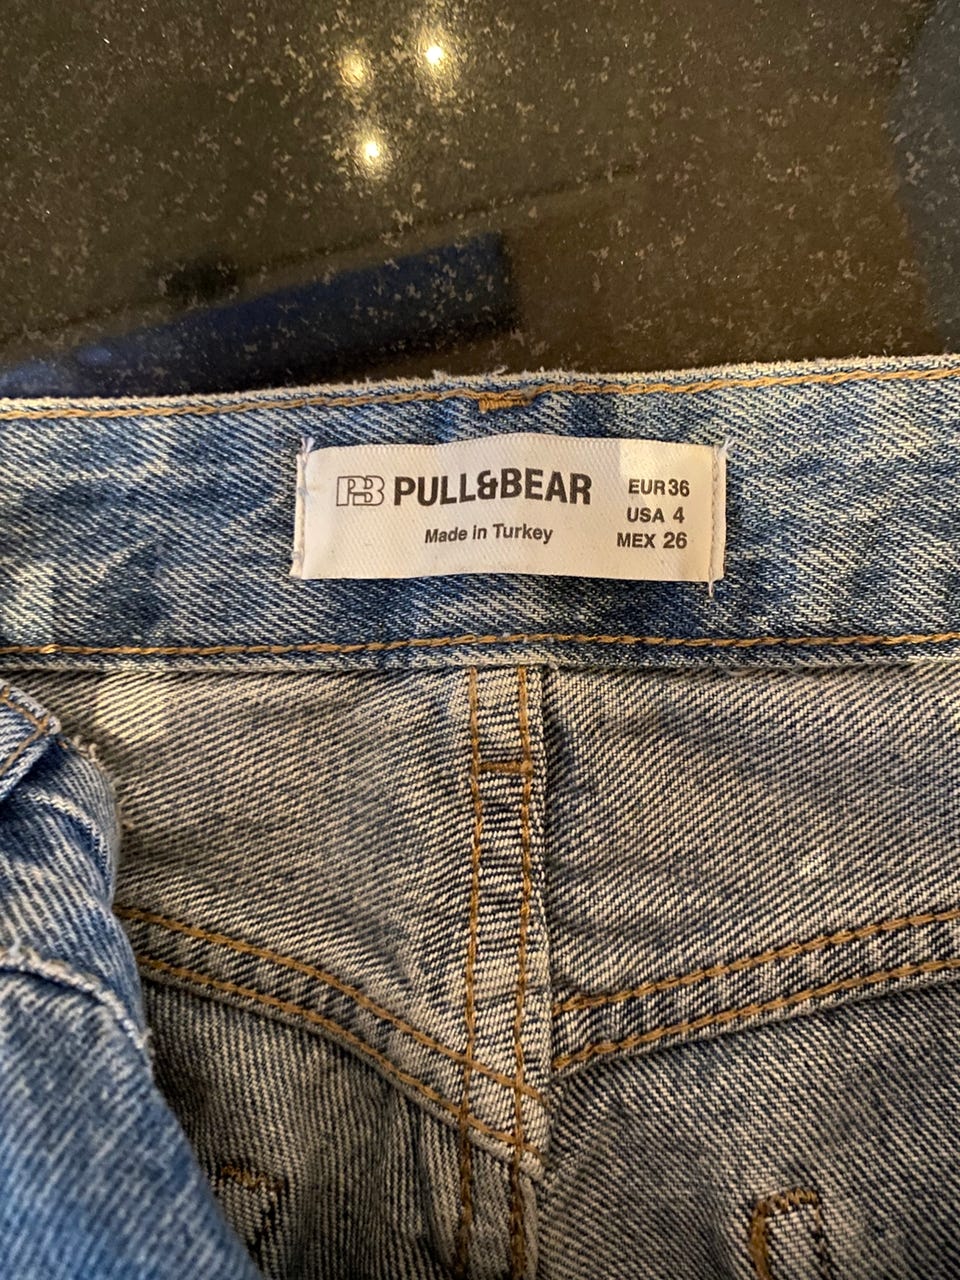 PB PULL&BEAR
Made in Turkey
EUR 36
USA 4
MEX 26